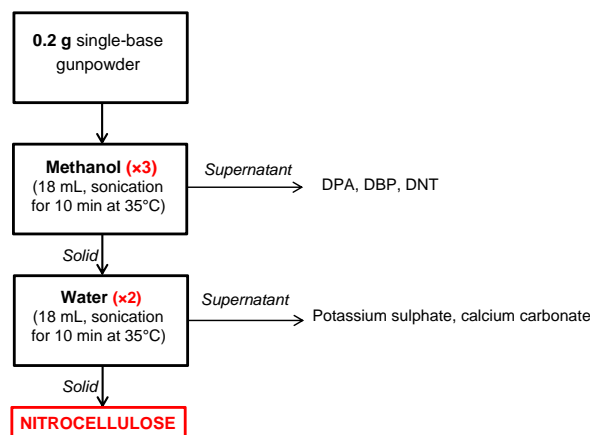 0.2 g single-base
gunpowder
Methanol (×3)
(18 mL, sonication
for 10 min at 35°C)
Supernatant
DPA, DBP, DNT
Solid
Water (×2)
(18 mL, sonication
for 10 min at 35°C)
Supernatant
Potassium sulphate, calcium carbonate
Solid
NITROCELLULOSE